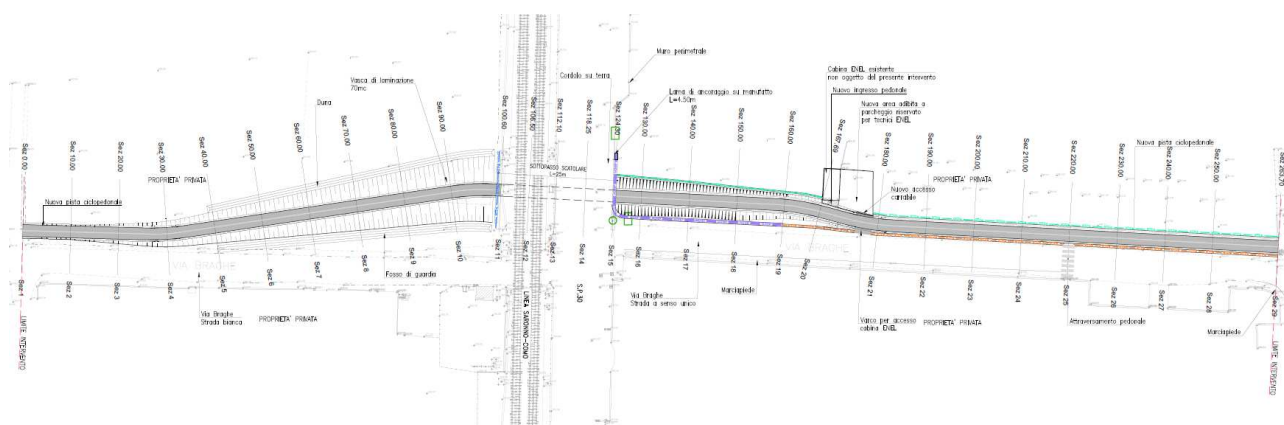 Muro perimetrale
Cordolo su terra
Cabina ENEL esistente
non oggetto del presente intervento
Nuovo ingresso pedonale
Vasca di laminazione
70mc
Lama di ancoraggio su manufatto
L=4.50m
Nuova area adibita a
parcheggio riservato
per tecnici ENEL
Duna
Sez 0.00
Sez 10.00
Sez 20.00
Sez 30.00
Sez 40.00
Sez 50.00
Sez 60.00
Sez 70.00
Sez 80.00
Sez 90.00
Sez 100.60
Sez 106.50
Sez 112.10
Sez 118.25
Sez 124.00
Sez 130.00
Sez 140.00
Sez 150.00
Sez 160.00
Sez 167.69
Sez 180.00
Sez 190.00
Sez 200.00
Sez 210.00
Sez 220.00
Sez 230.00
Sez 240.00
Sez 250.00
Sez 263.70
Nuova pista ciclopedonale
PROPRIETA' PRIVATA
PROPRIETA' PRIVATA
SOTTOPASSO SCATOLARE
L=25m
Nuova pista ciclopedonale
Nuovo accesso
carrabile
VIA BRAGHE
VIA BRAGHE
Fosso di guardia
Sez 1
Sez 2
Sez 3
Sez 4
Sez 5
Sez 6
Sez 7
Sez 8
Sez 9
Sez 10
Sez 11
Sez 12
Sez 13
Sez 14
Sez 15
Sez 16
Sez 17
Sez 18
Sez 19
Sez 20
Sez 21
Sez 22
Sez 23
Sez 24
Sez 25
Sez 26
Sez 27
Sez 28
Sez 29
S.P.30
LINEA SARONNO-COMO
Via Braghe
Strada bianca
PROPRIETA' PRIVATA
Via Braghe
Strada a senso unico
Marciapiede
Varco per accesso
cabina ENEL
PROPRIETA' PRIVATA
Attraversamento pedonale
Marciapiede
LIMITE INTERVENTO
LIMITE INTERVENTO